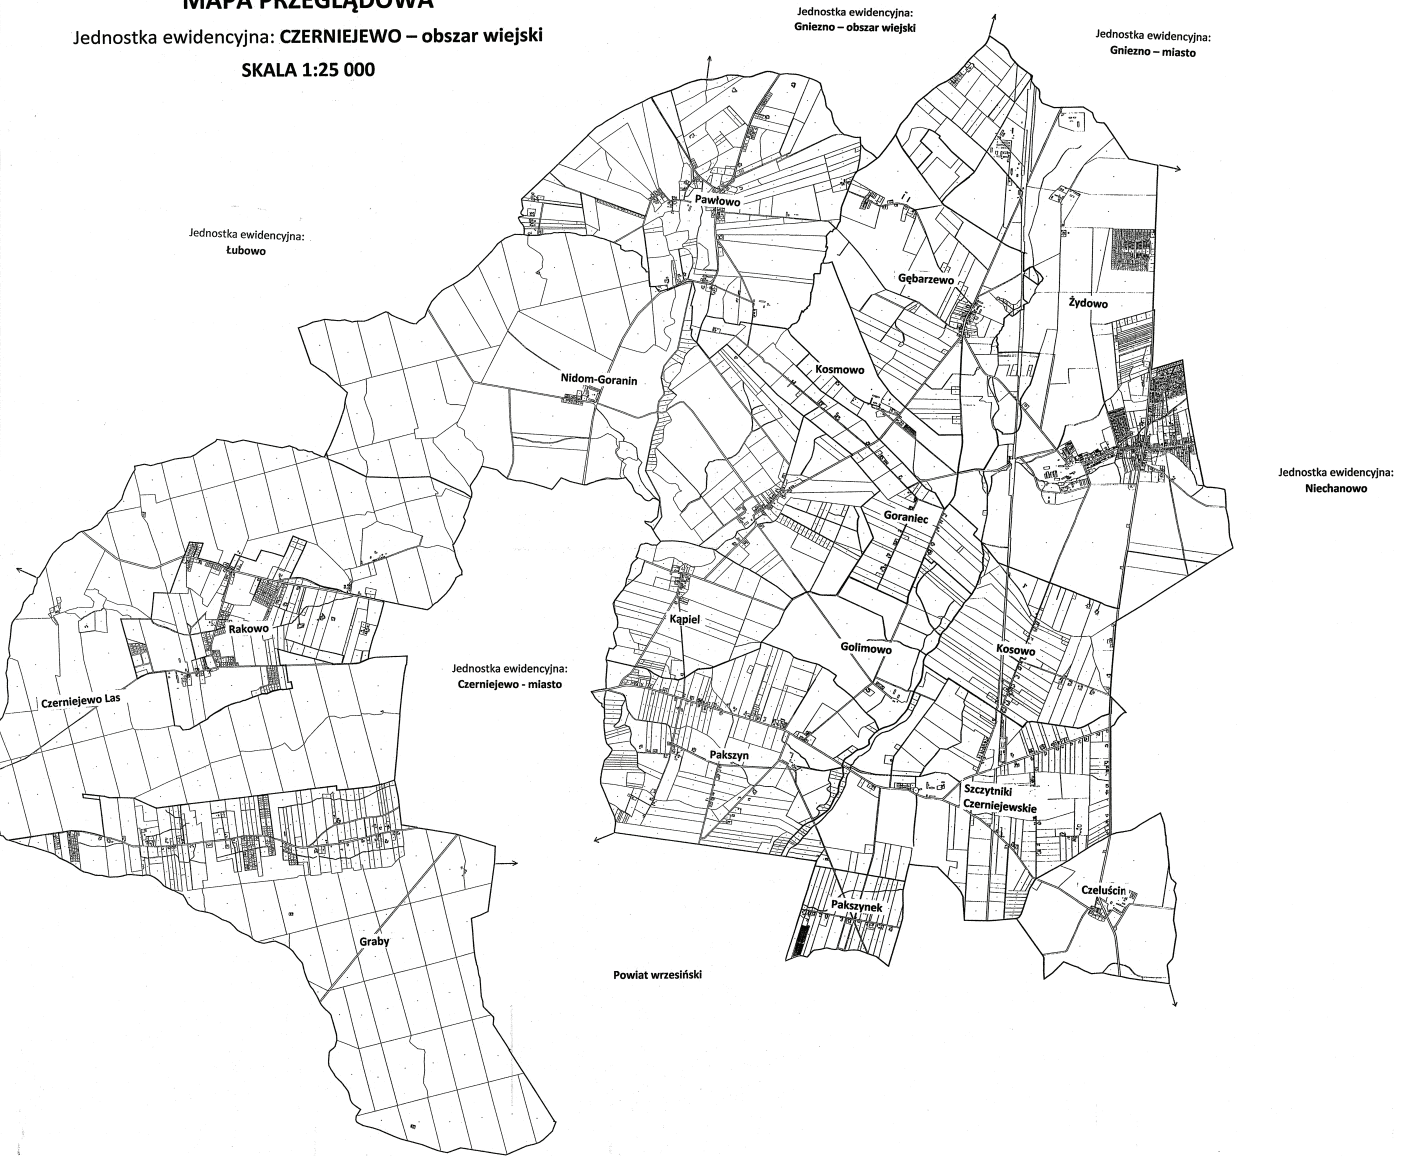 MAPA PRZEGLĄDOWA
Jednostka ewidencyjna: CZERNIEJEWO – obszar wiejski
SKALA 1:25 000
Jednostka ewidencyjna:
Gniezno – obszar wiejski
Jednostka ewidencyjna:
Gniezno – miasto
Jednostka ewidencyjna:
Łubowo
Pawłowo
Gębarzewo
Żydowo
Nidom-Goranin
Kosmowo
Jednostka ewidencyjna:
Niechanowo
Goraniec
Kąpiel
Rakowo
Golimowo
Kosowo
Jednostka ewidencyjna:
Czerniejewo - miasto
Czerniejewo Las
Pakszyn
Szczytniki
Czerniejewskie
Czeluścin
Pakszynek
Graby
Powiat wrzesiński